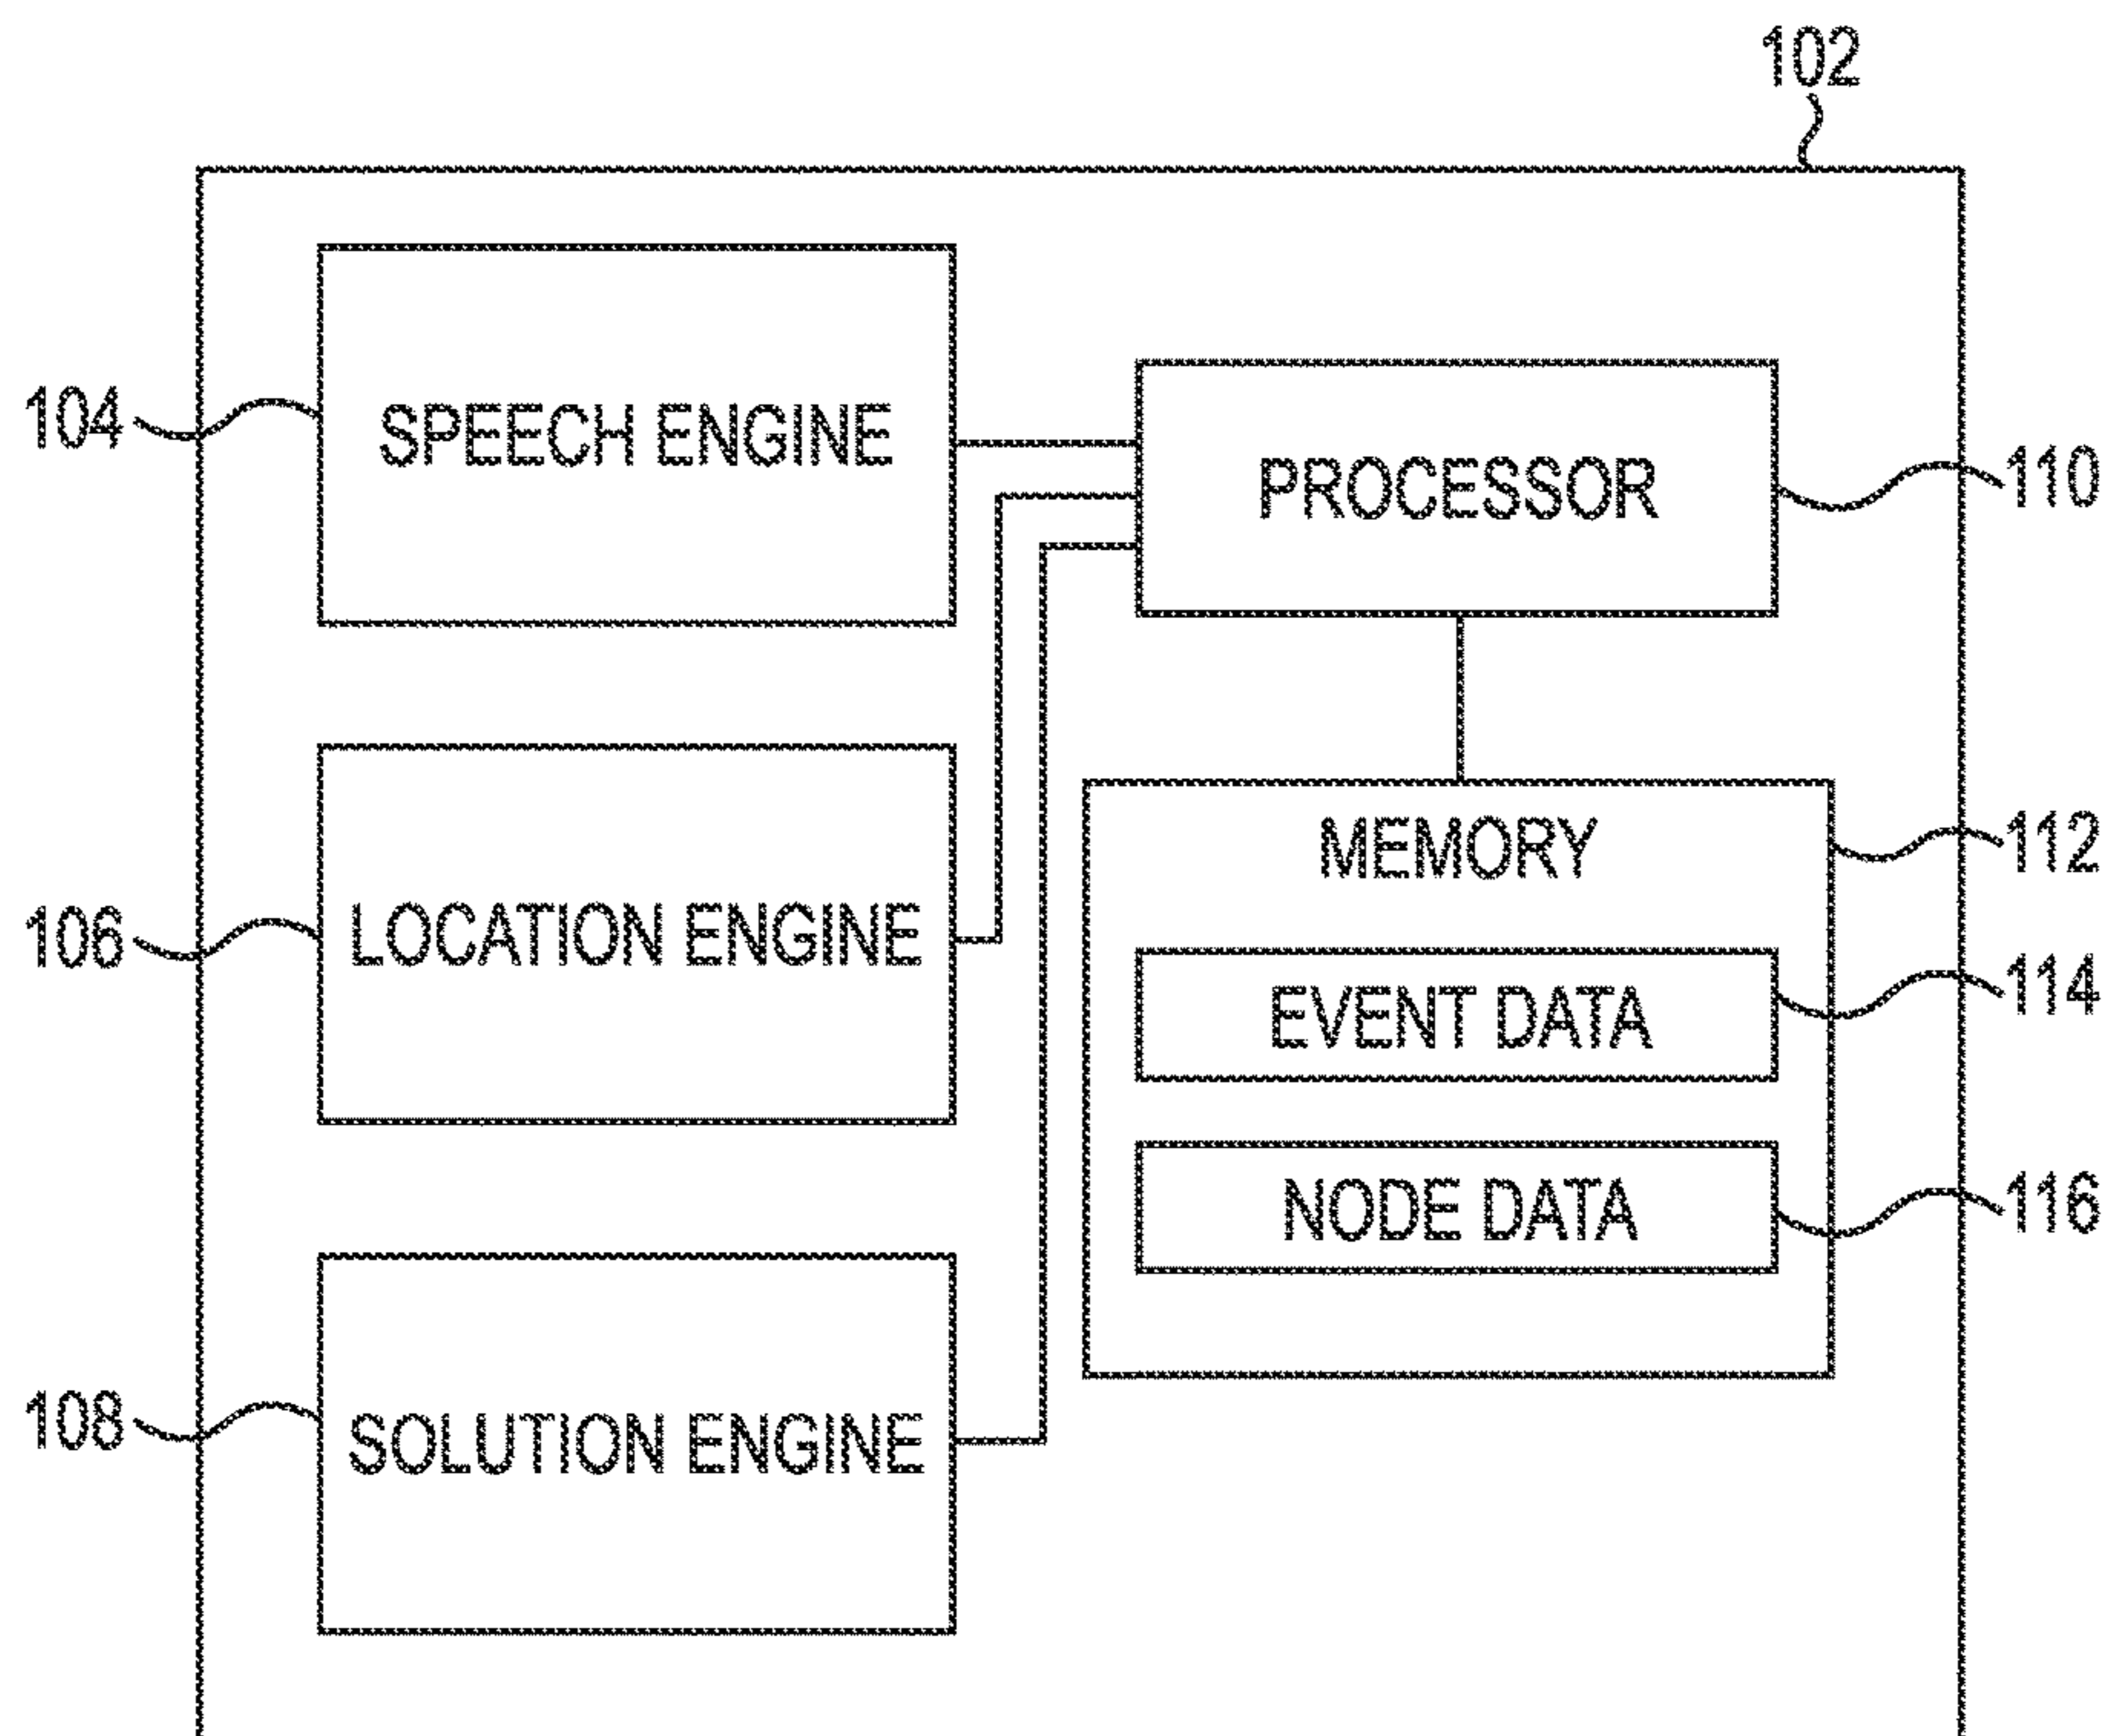 102
104
SPEECH ENGINE
PROCESSOR
110
MEMORY
112
106
LOCATION ENGINE
EVENT DATA
114
NODE DATA
116
108
SOLUTION ENGINE